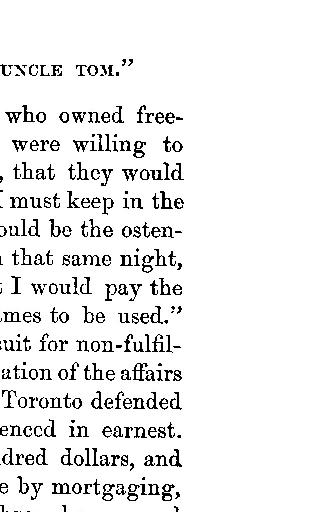 UNCLE TOM."
who owned free-
were willing to
, that they would
I must keep in the
ould be the osten-
that same night,
I would pay the
mes to be used."
suit for non-fulfil-
ation of the affairs
Toronto defended
enced in earnest.
dred dollars, and
e by mortgaging,